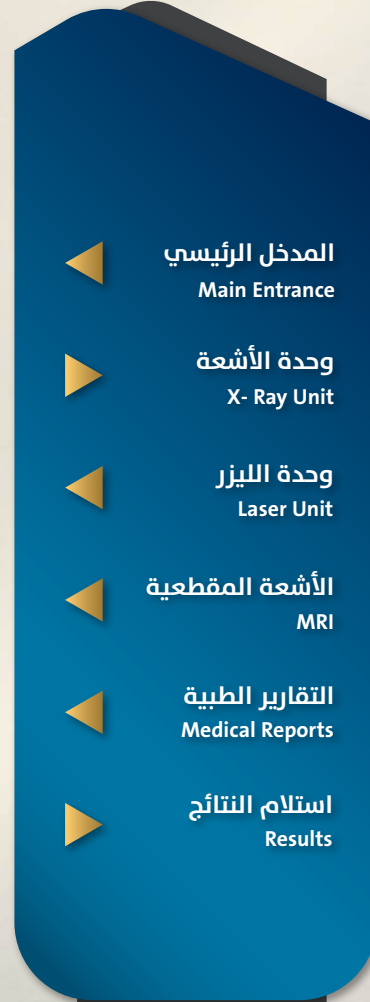 المدخل الرئيسي
Main Entrance
وحدة الأشعة
X- Ray Unit
وحدة الليزر
Laser Unit
الأشعة المقطعية
MRI
التقارير الطبية
Medical Reports
استلام النتائج
Results